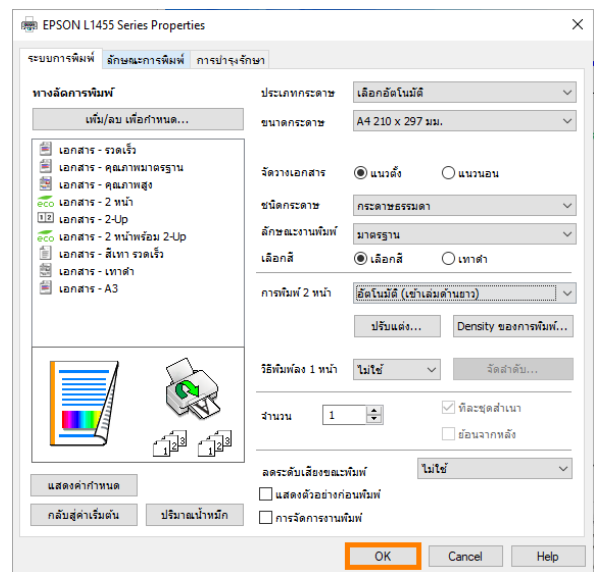 EPSON L1455 Series Properties
ระบบการพิมพ์ ลักษณะการพิมพ์ การบำรุงรักษา
ทางลัดการพิมพ์
เพิ่ม/ลบ เพื่อกำหนด...
เอกสาร - รวดเร็ว
เอกสาร - คุณภาพมาตรฐาน
เอกสาร - คุณภาพสูง
eco เอกสาร - 2 หน้า
1 2 เอกสาร - 2-Up
eco เอกสาร - 2 หน้าพร้อม 2-Up
เอกสาร - สีเทา รวดเร็ว
เอกสาร - เทาดำ
เอกสาร - A3
1 2 3 1 2 3
แสดงค่ากำหนด
กลับสู่ค่าเริ่มต้น ปริมาณน้ำหมึก
ประเภทกระดาษ เลือกอัตโนมัติ
ขนาดกระดาษ A4 210 x 297 มม.
จัดวางเอกสาร แนวตั้ง แนวนอน
ชนิดกระดาษ กระดาษธรรมดา
ลักษณะงานพิมพ์ มาตรฐาน
เลือกสี เลือกสี เทาดำ
การพิมพ์ 2 หน้า อัตโนมัติ (เข้าเล่มด้านยาว)
ปรับแต่ง... Density ของการพิมพ์...
วิธีพิมพ์ลง 1 หน้า ไม่ใช้ จัดลำดับ...
จำนวน 1 ทีละชุดสำเนา
ย้อนจากหลัง
ลดระดับเสียงขณะพิมพ์ ไม่ใช้
แสดงตัวอย่างก่อนพิมพ์
การจัดการงานพิมพ์
OK Cancel Help